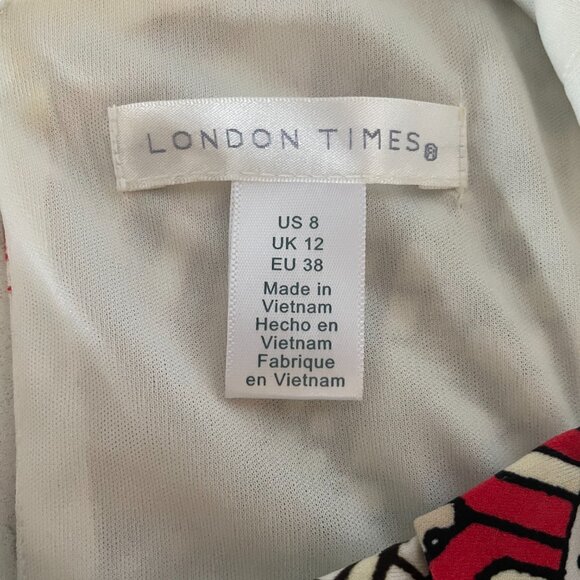 LONDON TIMES®
US 8
UK 12
EU 38
Made in
Vietnam
Hecho en
Vietnam
Fabrique
en Vietnam